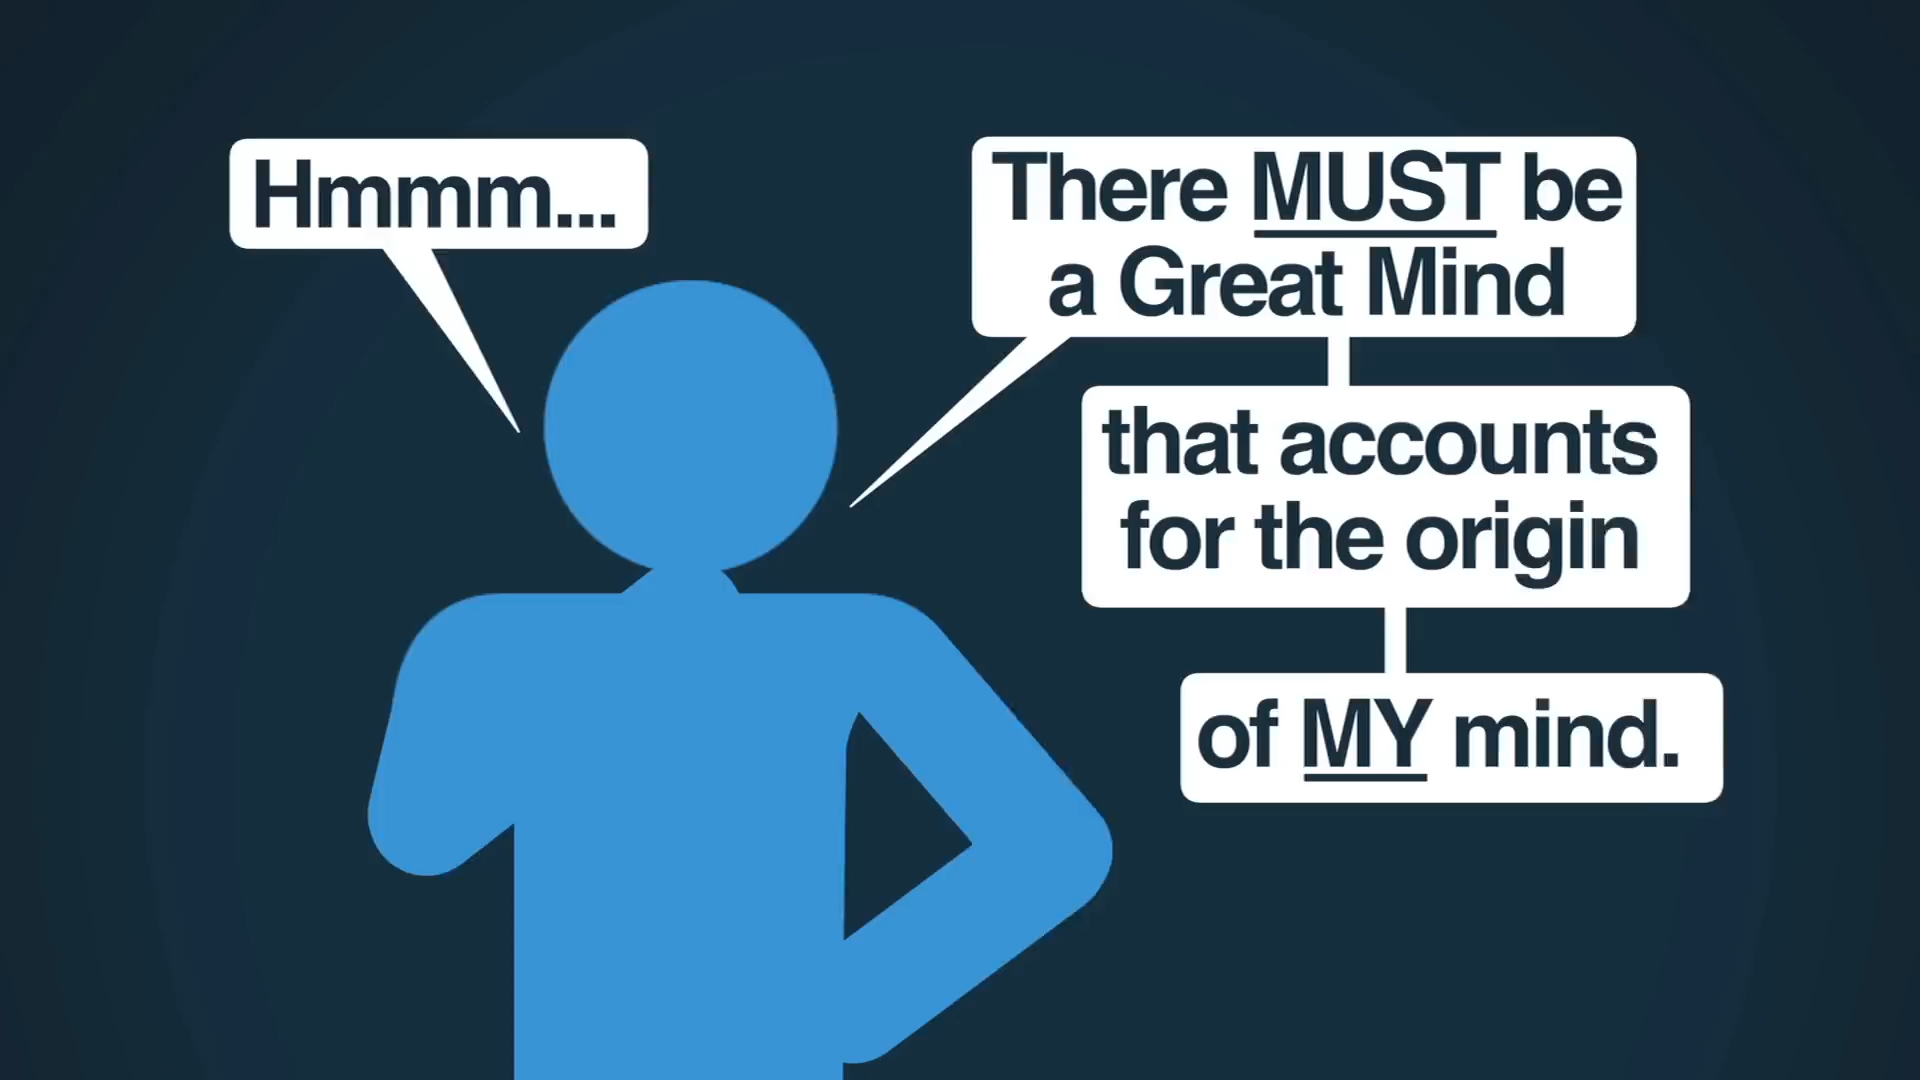 Hmmm...
There MUST be
a Great Mind
that accounts
for the origin
of MY mind.